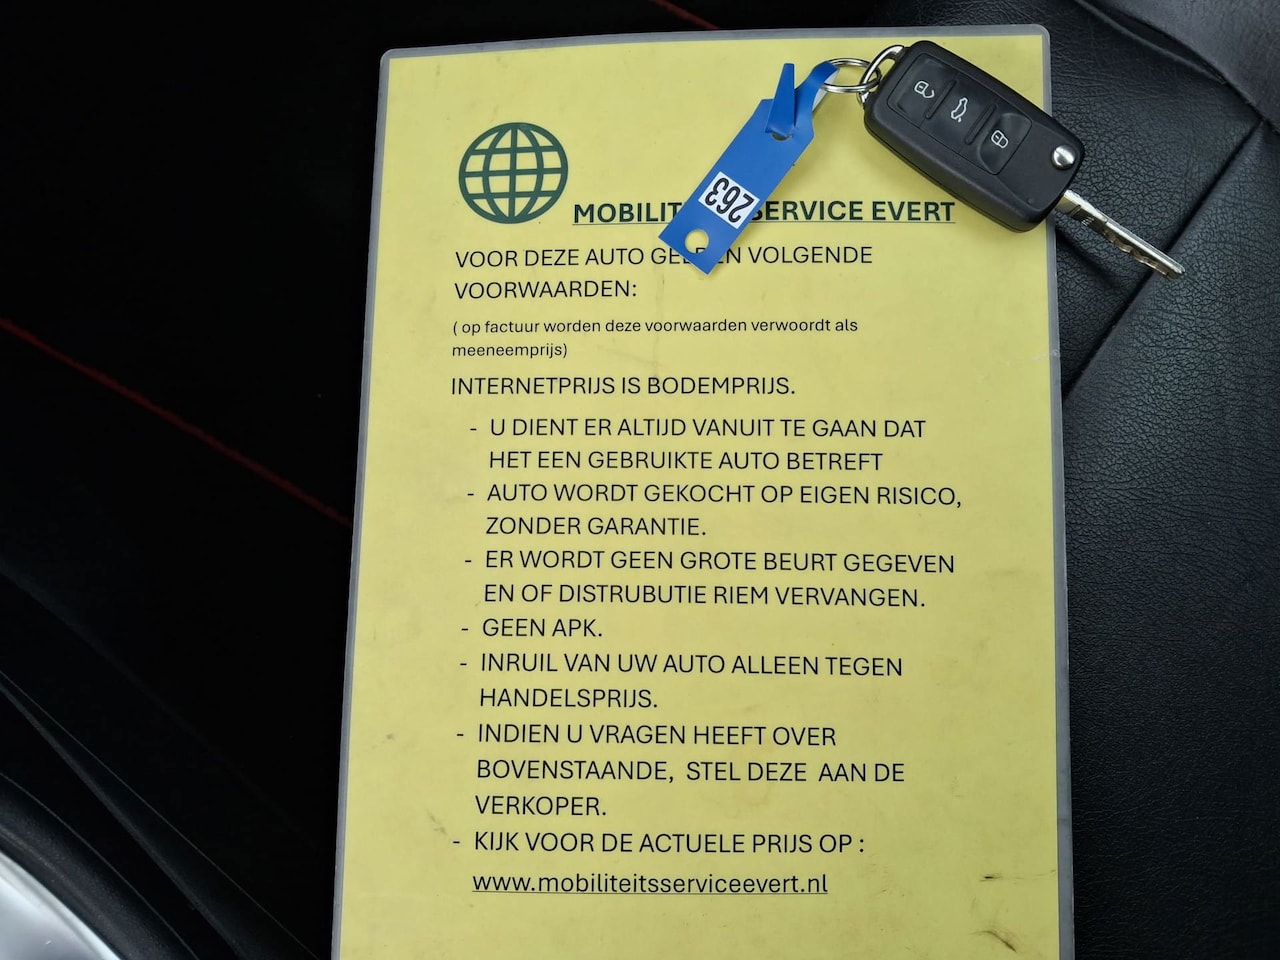 263
MOBILIT SERVICE EVERT
VOOR DEZE AUTO GELDEN VOLGENDE
VOORWAARDEN:
( op factuur worden deze voorwaarden verwoordt als
meeneemprijs)
INTERNETPRIJS IS BODEMPRIJS.
- U DIENT ER ALTIJD VANUIT TE GAAN DAT
HET EEN GEBRUIKTE AUTO BETREFT
- AUTO WORDT GEKOCHT OP EIGEN RISICO,
ZONDER GARANTIE.
- ER WORDT GEEN GROTE BEURT GEGEVEN
EN OF DISTRUBUTIE RIEM VERVANGEN.
- GEEN APK.
- INRUIL VAN UW AUTO ALLEEN TEGEN
HANDELSPRIJS.
- INDIEN U VRAGEN HEEFT OVER
BOVENSTAANDE, STEL DEZE AAN DE
VERKOPER.
- KIJK VOOR DE ACTUELE PRIJS OP :
www.mobiliteitsserviceevert.nl